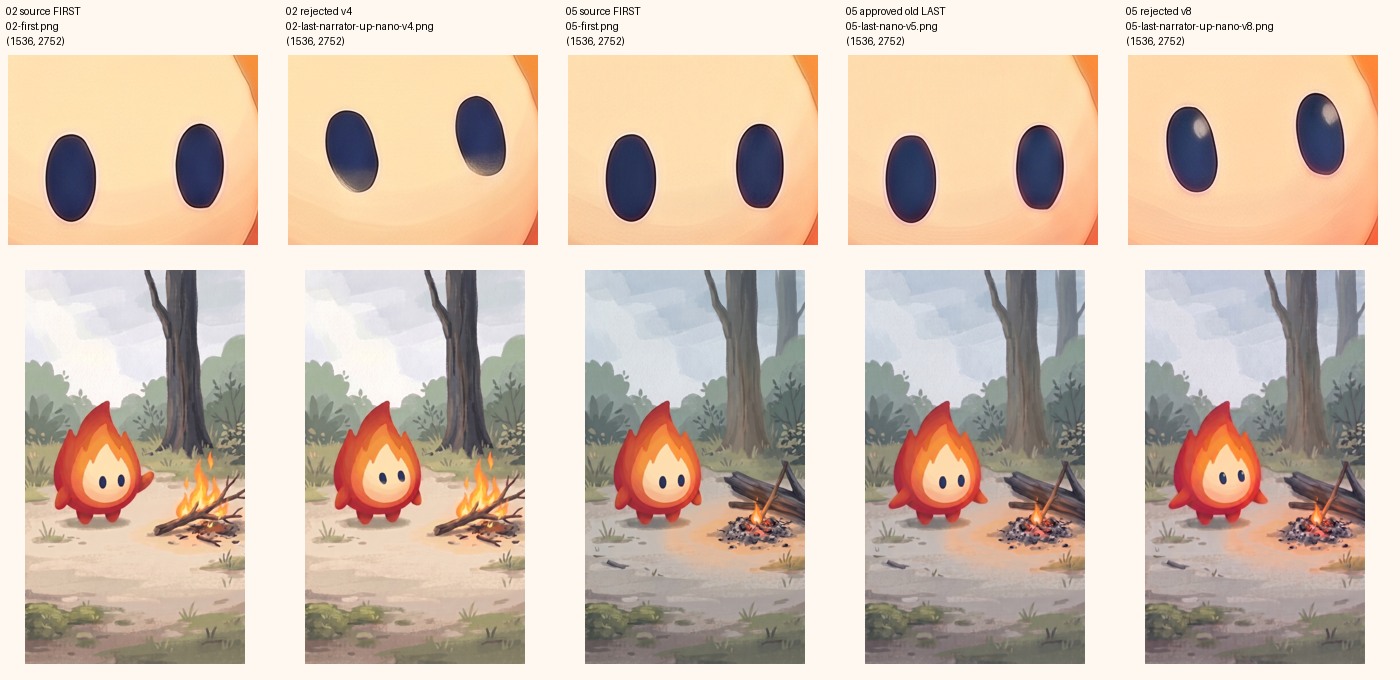 02 source FIRST
02-first.png
(1536, 2752)
02 rejected v4
02-last-narrator-up-nano-v4.png
(1536, 2752)
05 source FIRST
05-first.png
(1536, 2752)
05 approved old LAST
05-last-nano-v5.png
(1536, 2752)
05 rejected v8
05-last-narrator-up-nano-v8.png
(1536, 2752)